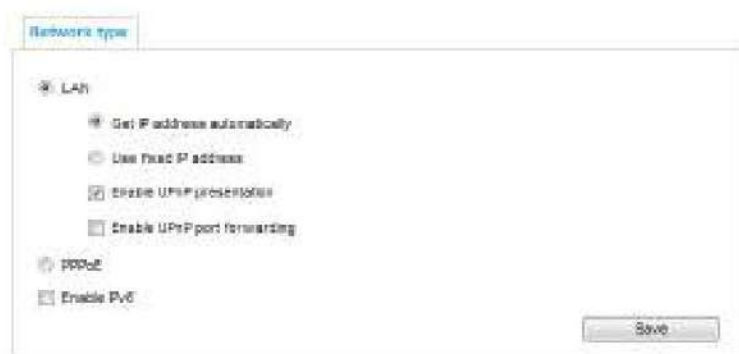 Network type
LAN
Get IP address automatically
Use fixed IP address
Enable UPnP presentation
Enable UPnP port forwarding
PPPoE
Enable IPv6
Save